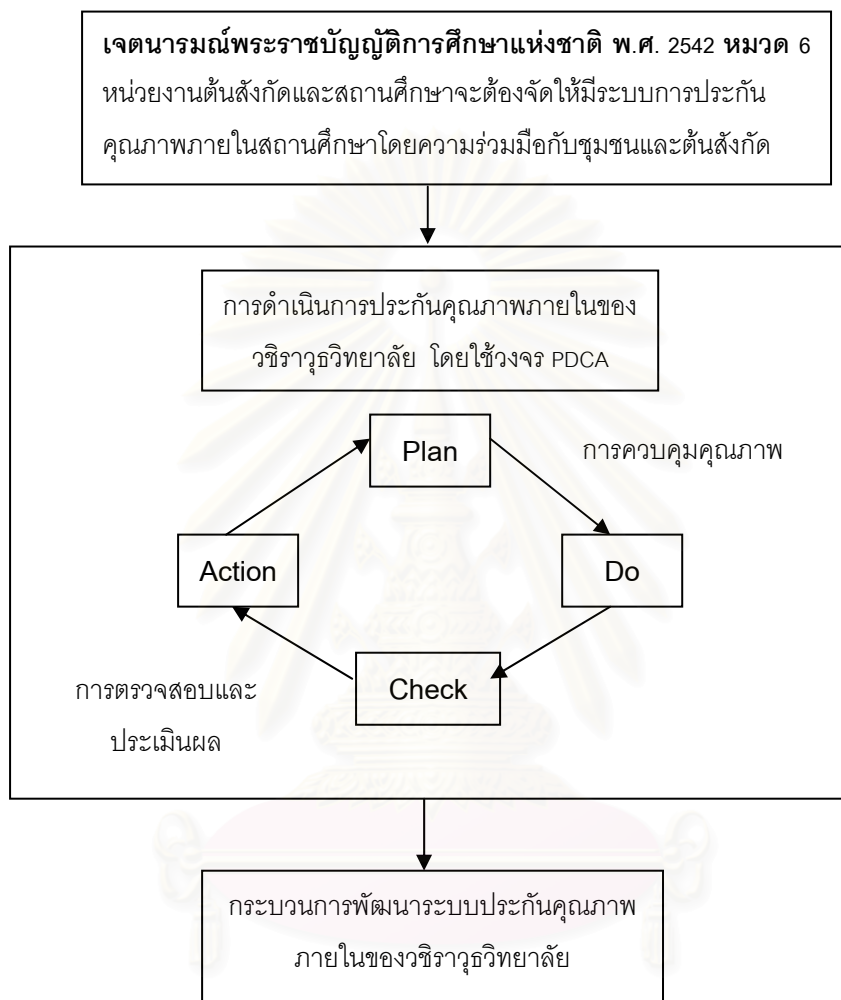 เจตนารมณ์พระราชบัญญัติการศึกษาแห่งชาติ พ.ศ. 2542 หมวด 6
หน่วยงานต้นสังกัดและสถานศึกษาจะต้องจัดให้มีระบบการประกัน
คุณภาพภายในสถานศึกษาโดยความร่วมมือกับชุมชนและต้นสังกัด
การดำเนินการประกันคุณภาพภายในของ
วชิราวุธวิทยาลัย โดยใช้วงจร PDCA
Plan
การควบคุมคุณภาพ
Action
Do
Check
การตรวจสอบและ
ประเมินผล
กระบวนการพัฒนาระบบประกันคุณภาพ
ภายในของวชิราวุธวิทยาลัย